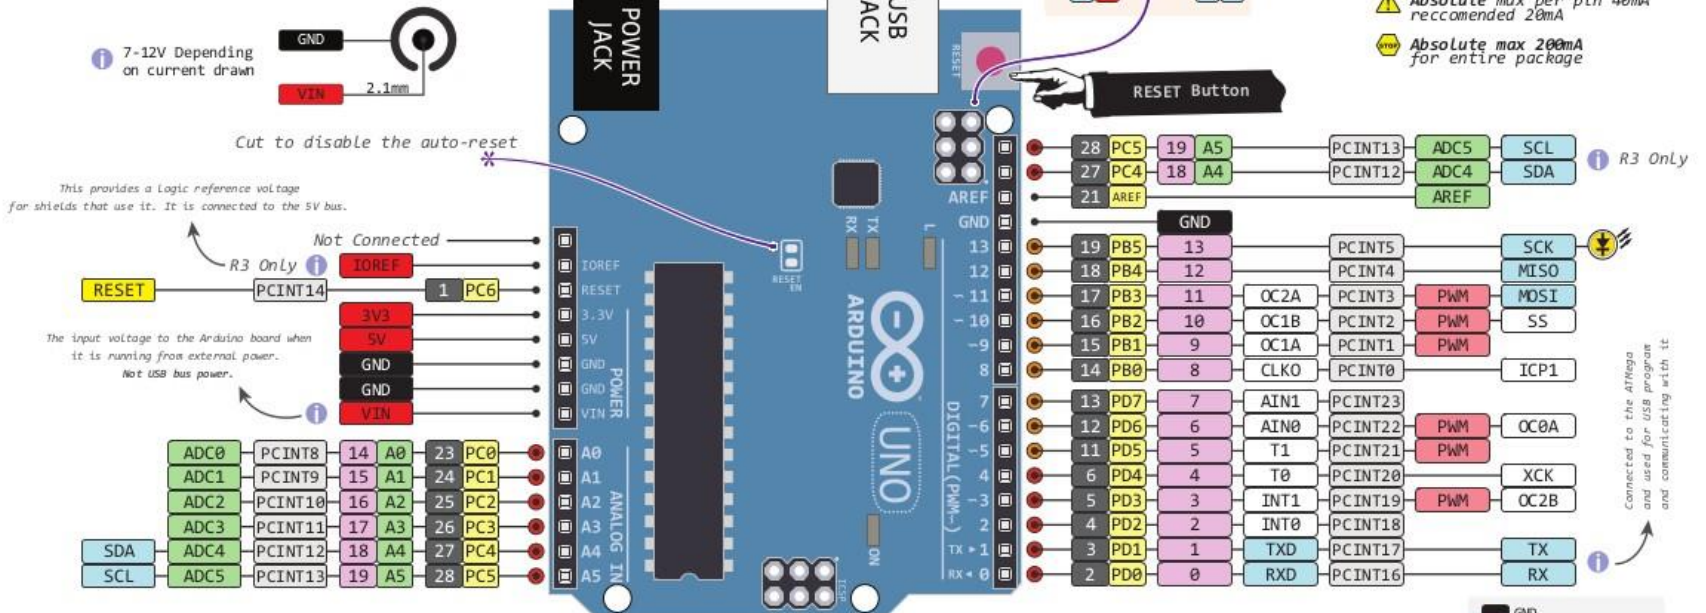 Absolute max per pin 40mA
reccomended 20mA
Absolute max 200mA
for entire package
7-12V Depending
on current drawn
GND
VIN
2.1mm
POWER
JACK
USB
JACK
RESET
RESET Button
Cut to disable the auto-reset
This provides a Logic reference voltage
for shields that use it. It is connected to the 5V bus.
Not Connected
R3 Only IOREF
RESET PCINT14 1 PC6
3V3
5V
GND
GND
VIN
The input voltage to the Arduino board when
it is running from external power.
Not USB bus power.
ADC0 PCINT8 14 A0 23 PC0
ADC1 PCINT9 15 A1 24 PC1
ADC2 PCINT10 16 A2 25 PC2
ADC3 PCINT11 17 A3 26 PC3
SDA ADC4 PCINT12 18 A4 27 PC4
SCL ADC5 PCINT13 19 A5 28 PC5
IOREF
RESET
3.3V
5V
GND
GND
VIN
POWER
A0
A1
A2
A3
A4
A5
ANALOG IN
RESET
EN
RX
TX
L
ARDUINO
UNO
ON
ICSP
AREF
GND
13
12
~ 11
~ 10
~9
8
7
~6
~5
4
~3
2
TX ▸ 1
RX ◂ 0
DIGITAL(PWM~)
28 PC5 19 A5 PCINT13 ADC5 SCL R3 Only
27 PC4 18 A4 PCINT12 ADC4 SDA
21 AREF AREF
GND
19 PB5 13 PCINT5 SCK
18 PB4 12 PCINT4 MISO
17 PB3 11 OC2A PCINT3 PWM MOSI
16 PB2 10 OC1B PCINT2 PWM SS
15 PB1 9 OC1A PCINT1 PWM
14 PB0 8 CLKO PCINT0 ICP1
13 PD7 7 AIN1 PCINT23
12 PD6 6 AIN0 PCINT22 PWM OC0A
11 PD5 5 T1 PCINT21 PWM
6 PD4 4 T0 PCINT20 XCK
5 PD3 3 INT1 PCINT19 PWM OC2B
4 PD2 2 INT0 PCINT18
3 PD1 1 TXD PCINT17 TX
2 PD0 0 RXD PCINT16 RX
Connected to the ATMega
and used for USB program
and communicating with it
GND